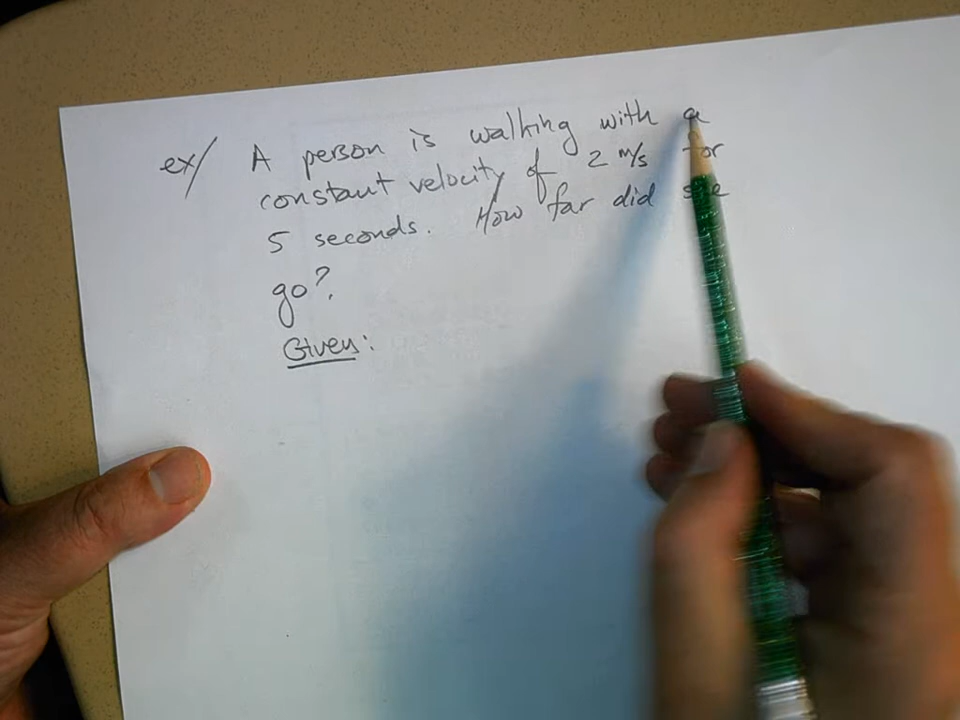 ex/ A person is walking with a
constant velocity of 2 m/s for
5 seconds. How far did she
go?
Given: